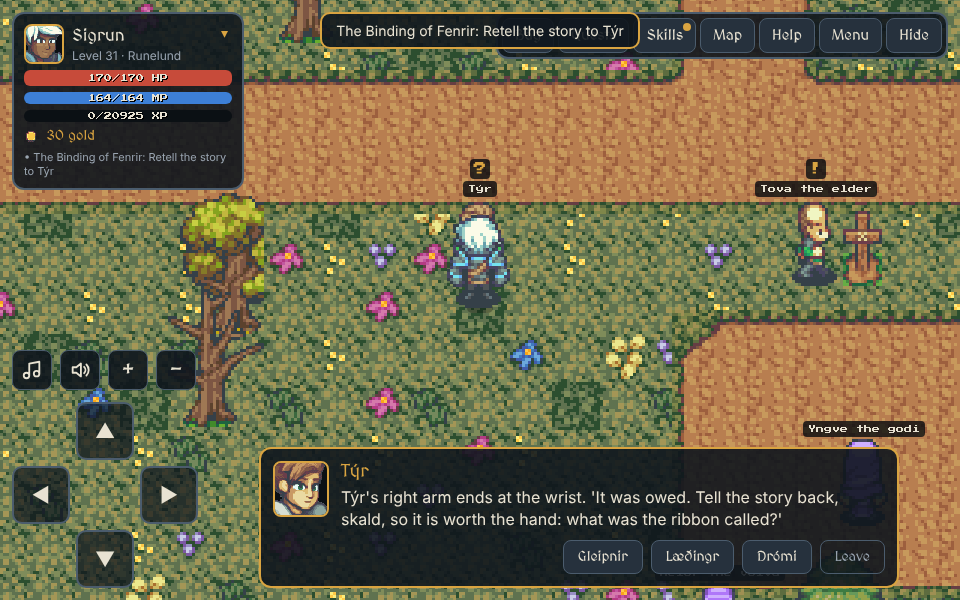 Sigrun
Level 31 · Runelund
170/170 HP
164/164 MP
0/20925 XP
30 gold
• The Binding of Fenrir: Retell the story
to Týr
The Binding of Fenrir: Retell the story to Týr
Skills
Map
Help
Menu
Hide
?
Týr
!
Tova the elder
Yngve the godi
+
−
Týr
Týr's right arm ends at the wrist. 'It was owed. Tell the story back,
skald, so it is worth the hand: what was the ribbon called?'
Gleipnir
Lædingr
Drómi
Leave